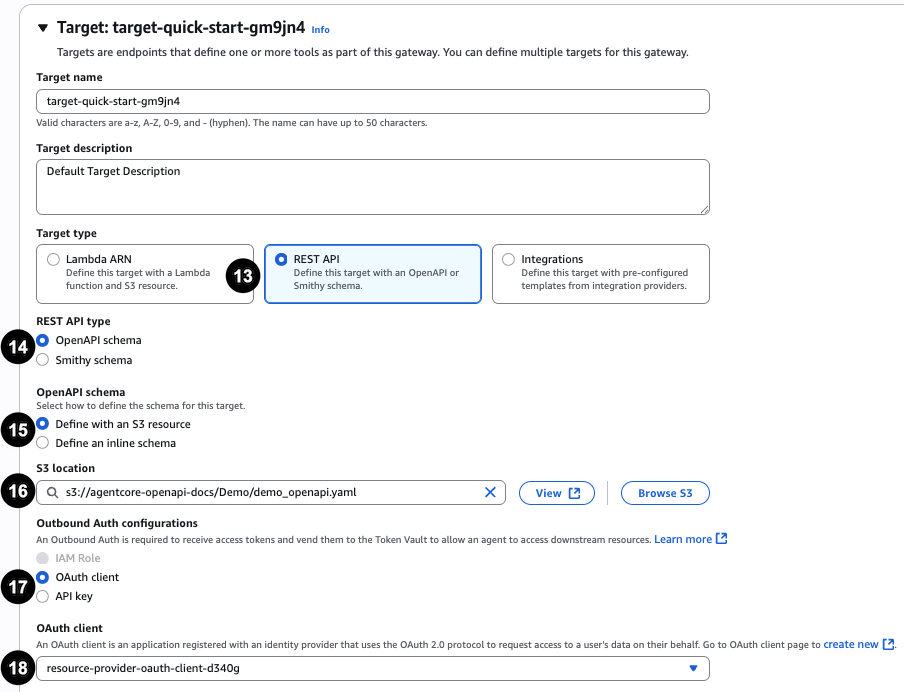 Target: target-quick-start-gm9jn4 Info
Targets are endpoints that define one or more tools as part of this gateway. You can define multiple targets for this gateway.
Target name
target-quick-start-gm9jn4
Valid characters are a-z, A-Z, 0-9, and - (hyphen). The name can have up to 50 characters.
Target description
Default Target Description
Target type
Lambda ARN
Define this target with a Lambda
function and S3 resource.
13
REST API
Define this target with an OpenAPI or
Smithy schema.
Integrations
Define this target with pre-configured
templates from integration providers.
REST API type
14
OpenAPI schema
Smithy schema
OpenAPI schema
Select how to define the schema for this target.
15
Define with an S3 resource
Define an inline schema
S3 location
16
s3://agentcore-openapi-docs/Demo/demo_openapi.yaml
View
Browse S3
Outbound Auth configurations
An Outbound Auth is required to receive access tokens and vend them to the Token Vault to allow an agent to access downstream resources. Learn more
IAM Role
17
OAuth client
API key
OAuth client
An OAuth client is an application registered with an identity provider that uses the OAuth 2.0 protocol to request access to a user's data on their behalf. Go to OAuth client page to create new.
18
resource-provider-oauth-client-d340g